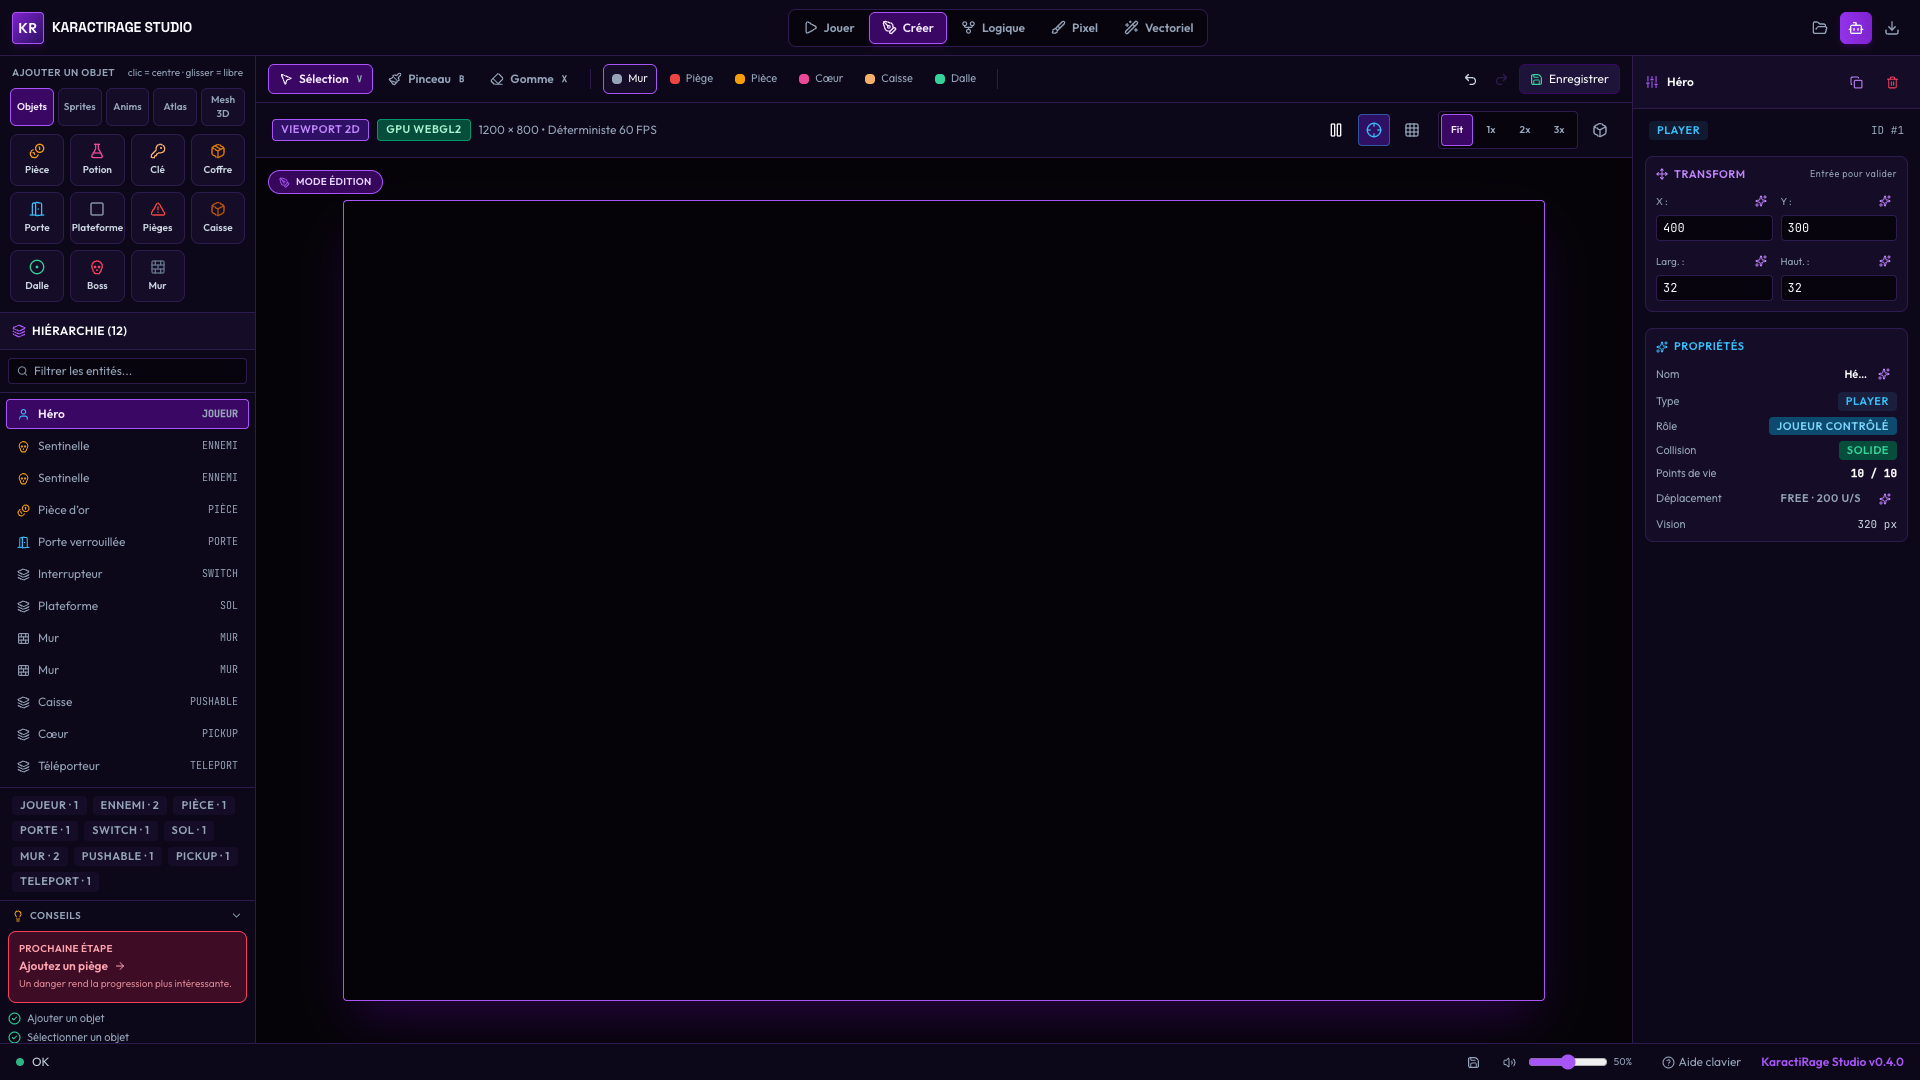 KR KARACTIRAGE STUDIO
Jouer Créer Logique Pixel Vectoriel
AJOUTER UN OBJET clic = centre · glisser = libre
Objets Sprites Anims Atlas Mesh 3D
Pièce Potion Clé Coffre
Porte Plateforme Pièges Caisse
Dalle Boss Mur
HIÉRARCHIE (12)
Filtrer les entités...
Héro JOUEUR
Sentinelle ENNEMI
Sentinelle ENNEMI
Pièce d'or PIÈCE
Porte verrouillée PORTE
Interrupteur SWITCH
Plateforme SOL
Mur MUR
Mur MUR
Caisse PUSHABLE
Cœur PICKUP
Téléporteur TELEPORT
JOUEUR · 1 ENNEMI · 2 PIÈCE · 1
PORTE · 1 SWITCH · 1 SOL · 1
MUR · 2 PUSHABLE · 1 PICKUP · 1
TELEPORT · 1
CONSEILS
PROCHAINE ÉTAPE
Ajoutez un piège →
Un danger rend la progression plus intéressante.
Ajouter un objet
Sélectionner un objet
Sélection V Pinceau B Gomme X Mur Piège Pièce Cœur Caisse Dalle Enregistrer
VIEWPORT 2D GPU WEBGL2 1200 × 800 • Déterministe 60 FPS Fit 1x 2x 3x
MODE ÉDITION
Héro
PLAYER ID #1
TRANSFORM Entrée pour valider
X : Y :
400 300
Larg. : Haut. :
32 32
PROPRIÉTÉS
Nom Hé...
Type PLAYER
Rôle JOUEUR CONTRÔLÉ
Collision SOLIDE
Points de vie 10 / 10
Déplacement FREE · 200 U/S
Vision 320 px
OK 50% Aide clavier KaractiRage Studio v0.4.0